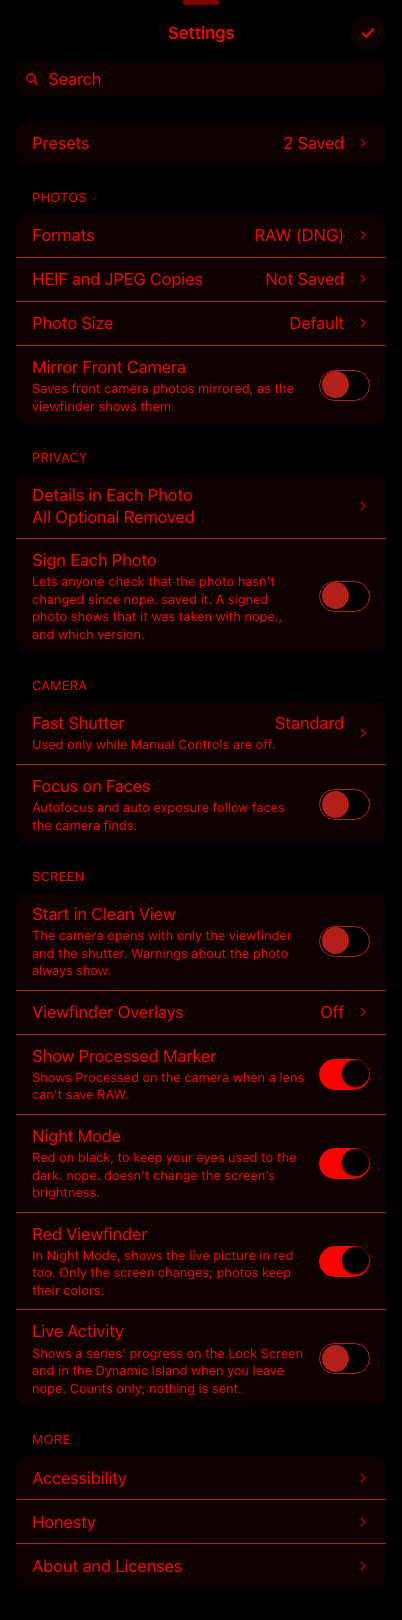 Settings
Search
Presets 2 Saved
PHOTOS
Formats RAW (DNG)
HEIF and JPEG Copies Not Saved
Photo Size Default
Mirror Front Camera
Saves front camera photos mirrored, as the
viewfinder shows them.
PRIVACY
Details in Each Photo
All Optional Removed
Sign Each Photo
Lets anyone check that the photo hasn't
changed since nope. saved it. A signed
photo shows that it was taken with nope.,
and which version.
CAMERA
Fast Shutter Standard
Used only while Manual Controls are off.
Focus on Faces
Autofocus and auto exposure follow faces
the camera finds.
SCREEN
Start in Clean View
The camera opens with only the viewfinder
and the shutter. Warnings about the photo
always show.
Viewfinder Overlays Off
Show Processed Marker
Shows Processed on the camera when a lens
can't save RAW.
Night Mode
Red on black, to keep your eyes used to the
dark. nope. doesn't change the screen's
brightness.
Red Viewfinder
In Night Mode, shows the live picture in red
too. Only the screen changes; photos keep
their colors.
Live Activity
Shows a series' progress on the Lock Screen
and in the Dynamic Island when you leave
nope. Counts only; nothing is sent.
MORE
Accessibility
Honesty
About and Licenses